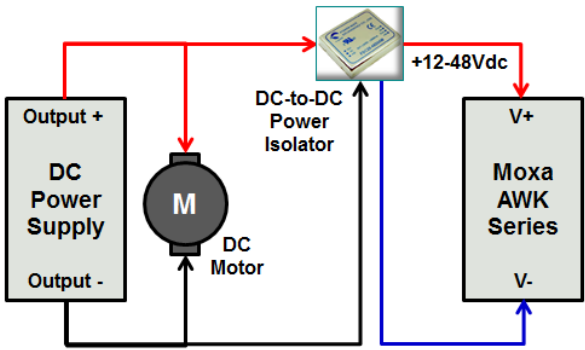 +12-48Vdc
Output +
DC
Power
Supply
Output -
M
DC
Motor
DC-to-DC
Power
Isolator
V+
Moxa
AWK
Series
V-